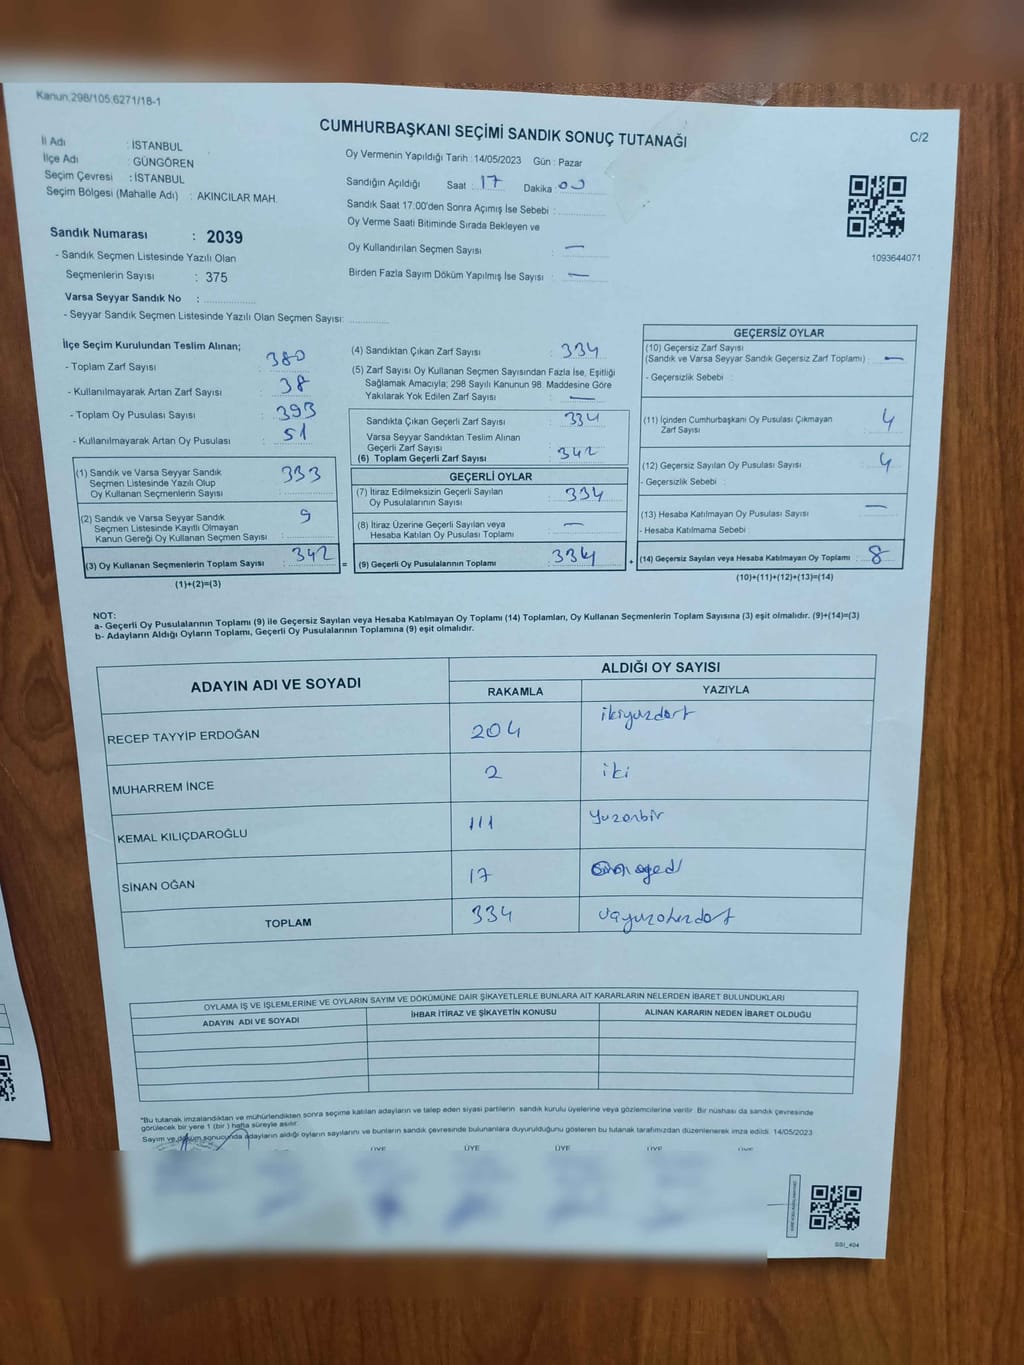 Kanun;298/105;6271/18-1
CUMHURBAŞKANI SEÇİMİ SANDIK SONUÇ TUTANAĞI
C/2
İl Adı : İSTANBUL
İlçe Adı : GÜNGÖREN
Seçim Çevresi : İSTANBUL
Seçim Bölgesi (Mahalle Adı) : AKINCILAR MAH.
Sandık Numarası : 2039
- Sandık Seçmen Listesinde Yazılı Olan
Seçmenlerin Sayısı : 375
Varsa Seyyar Sandık No :
- Seyyar Sandık Seçmen Listesinde Yazılı Olan Seçmen Sayısı:
Oy Vermenin Yapıldığı Tarih : 14/05/2023 Gün : Pazar
Sandığın Açıldığı Saat 17 Dakika : 00
Sandık Saat 17.00'den Sonra Açımış İse Sebebi :
Oy Verme Saati Bitiminde Sırada Bekleyen ve
Oy Kullandırılan Seçmen Sayısı : —
Birden Fazla Sayım Döküm Yapılmış İse Sayısı : —
1093644071
İlçe Seçim Kurulundan Teslim Alınan;
- Toplam Zarf Sayısı : 380
- Kullanılmayarak Artan Zarf Sayısı : 38
- Toplam Oy Pusulası Sayısı : 393
- Kullanılmayarak Artan Oy Pusulası : 51
(1) Sandık ve Varsa Seyyar Sandık
Seçmen Listesinde Yazılı Olup
Oy Kullanan Seçmenlerin Sayısı : 333
(2) Sandık ve Varsa Seyyar Sandık
Seçmen Listesinde Kayıtlı Olmayan
Kanun Gereği Oy Kullanan Seçmen Sayısı : 9
(3) Oy Kullanan Seçmenlerin Toplam Sayısı : 342
(1)+(2)=(3)
=
(4) Sandıktan Çıkan Zarf Sayısı : 334
(5) Zarf Sayısı Oy Kullanan Seçmen Sayısından Fazla İse, Eşitliği
Sağlamak Amacıyla; 298 Sayılı Kanunun 98. Maddesine Göre
Yakılarak Yok Edilen Zarf Sayısı : —
Sandıkta Çıkan Geçerli Zarf Sayısı : 334
Varsa Seyyar Sandıktan Teslim Alınan
Geçerli Zarf Sayısı
(6) Toplam Geçerli Zarf Sayısı : 342
GEÇERLİ OYLAR
(7) İtiraz Edilmeksizin Geçerli Sayılan
Oy Pusulasının Sayısı : 334
(8) İtiraz Üzerine Geçerli Sayılan veya
Hesaba Katılan Oy Pusulası Toplamı : —
(9) Geçerli Oy Pusulalarının Toplamı : 334
+
GEÇERSİZ OYLAR
(10) Geçersiz Zarf Sayısı
(Sandık ve Varsa Seyyar Sandık Geçersiz Zarf Toplamı) : —
- Geçersizlik Sebebi :
(11) İçinden Cumhurbaşkanı Oy Pusulası Çıkmayan
Zarf Sayısı : 4
(12) Geçersiz Sayılan Oy Pusulası Sayısı : 4
- Geçersizlik Sebebi :
(13) Hesaba Katılmayan Oy Pusulası Sayısı : —
- Hesaba Katılmama Sebebi :
(14) Geçersiz Sayılan veya Hesaba Katılmayan Oy Toplamı : 8
(10)+(11)+(12)+(13)=(14)
NOT:
a- Geçerli Oy Pusulalarının Toplamı (9) ile Geçersiz Sayılan veya Hesaba Katılmayan Oy Toplamı (14) Toplamları, Oy Kullanan Seçmenlerin Toplam Sayısına (3) eşit olmalıdır. (9)+(14)=(3)
b- Adayların Aldığı Oyların Toplamı, Geçerli Oy Pusulalarının Toplamına (9) eşit olmalıdır.
ADAYIN ADI VE SOYADI
ALDIĞI OY SAYISI
RAKAMLA YAZIYLA
RECEP TAYYİP ERDOĞAN 204 ikiyuzdort
MUHARREM İNCE 2 iki
KEMAL KILIÇDAROĞLU 111 yuzonbir
SİNAN OĞAN 17
TOPLAM 334
OYLAMA İŞ VE İŞLEMLERİNE VE OYLARIN SAYIM VE DÖKÜMÜNE DAİR ŞİKAYETLERLE BUNLARA AİT KARARLARIN NELERDEN İBARET BULUNDUKLARI
ADAYIN ADI VE SOYADI İHBAR İTİRAZ VE ŞİKAYETİN KONUSU ALINAN KARARIN NEDEN İBARET OLDUĞU
*Bu tutanak imzalandıktan ve mühürlendikten sonra seçime katılan adayların ve talep eden siyasi partilerin sandık kurulu üyelerine veya gözlemcilerine verilir. Bir nüshası da sandık çevresinde
görülecek bir yere 1 (bir) hafta süreyle asılır.
Sayım ve döküm sonucunda adayların aldığı oyların sayılarını ve bunların sandık çevresinde bulunanlara duyurulduğunu gösteren bu tutanak tarafımızdan düzenlenerek imza edildi. 14/05/2023
ÜYE ÜYE ÜYE ÜYE ÜYE
SSI_404